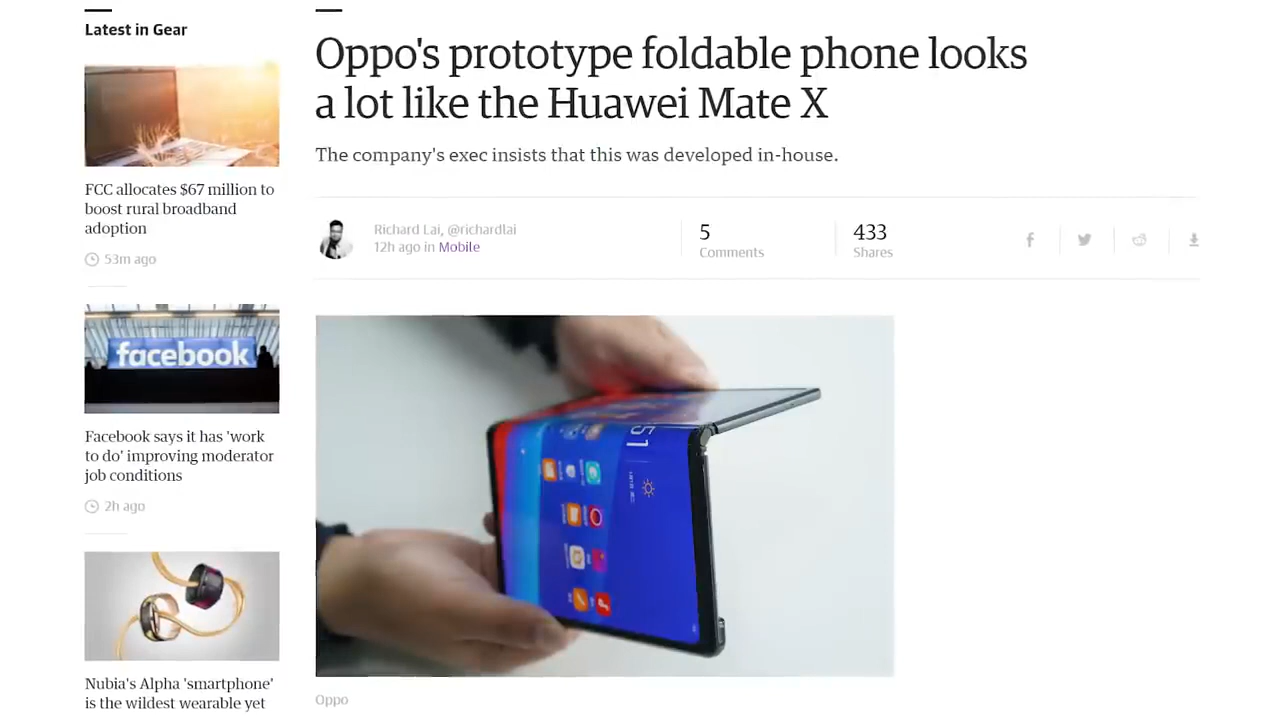 Latest in Gear
FCC allocates $67 million to
boost rural broadband
adoption
53m ago
facebook
Facebook says it has 'work
to do' improving moderator
job conditions
2h ago
Nubia's Alpha 'smartphone'
is the wildest wearable yet
Oppo's prototype foldable phone looks
a lot like the Huawei Mate X
The company's exec insists that this was developed in-house.
Richard Lai, @richardlai
12h ago in Mobile
5
Comments
433
Shares
51
Oppo